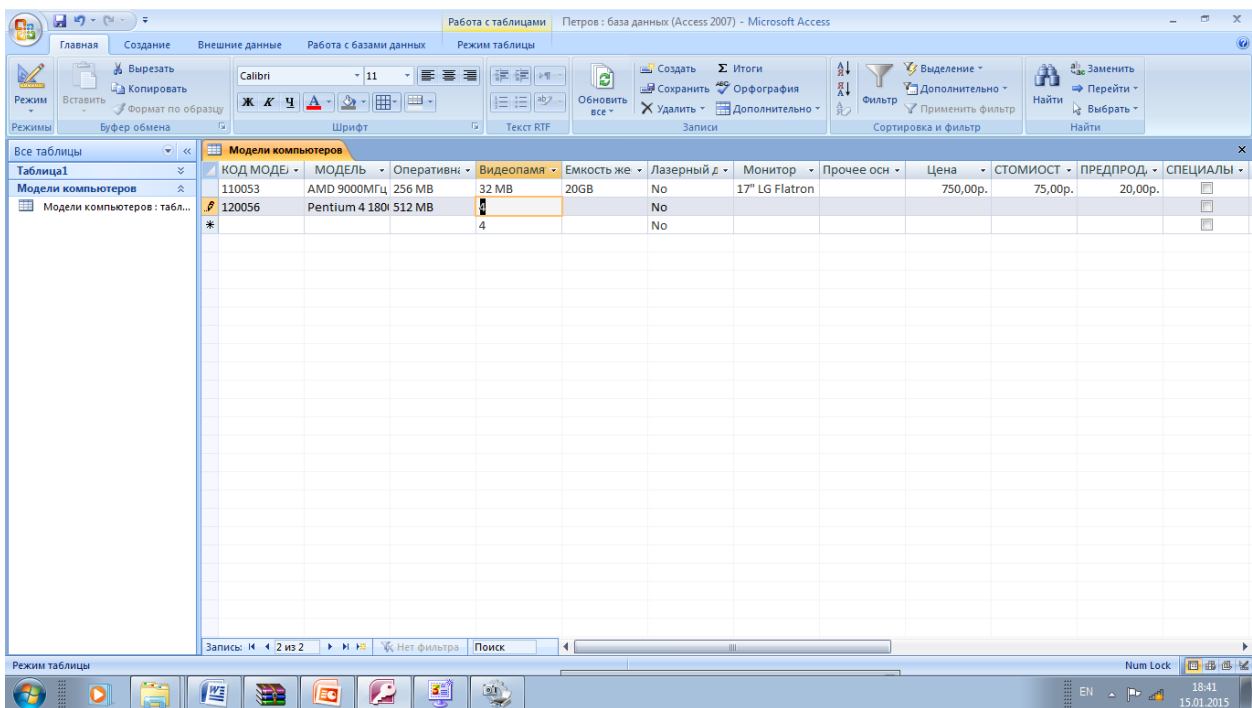 Работа с таблицами Петров : база данных (Access 2007) - Microsoft Access
Главная Создание Внешние данные Работа с базами данных Режим таблицы
Режим
Режимы
Вставить
Вырезать
Копировать
Формат по образцу
Буфер обмена
Calibri 11
Ж К Ч A
Шрифт
ab
Текст RTF
Обновить все
Создать Σ Итоги
Сохранить ABC Орфография
Удалить Дополнительно
Записи
Фильтр
Выделение
Дополнительно
Применить фильтр
Сортировка и фильтр
Найти
Заменить
Перейти
Выбрать
Найти
Все таблицы «
Таблица1
Модели компьютеров
Модели компьютеров : табл...
Модели компьютеров x
КОД МОДЕЛ МОДЕЛЬ Оперативна Видеопамят Емкость же Лазерный д Монитор Прочее осн Цена СТОМИОСТ ПРЕДПРОД, СПЕЦИАЛЫ
110053 AMD 9000МГц 256 MB 32 MB 20GB No 17" LG Flatron 750,00р. 75,00р. 20,00р.
120056 Pentium 4 180 512 MB 4 No
* 4 No
Запись: 2 из 2 Нет фильтра Поиск
Режим таблицы Num Lock
EN 18:41
15.01.2015